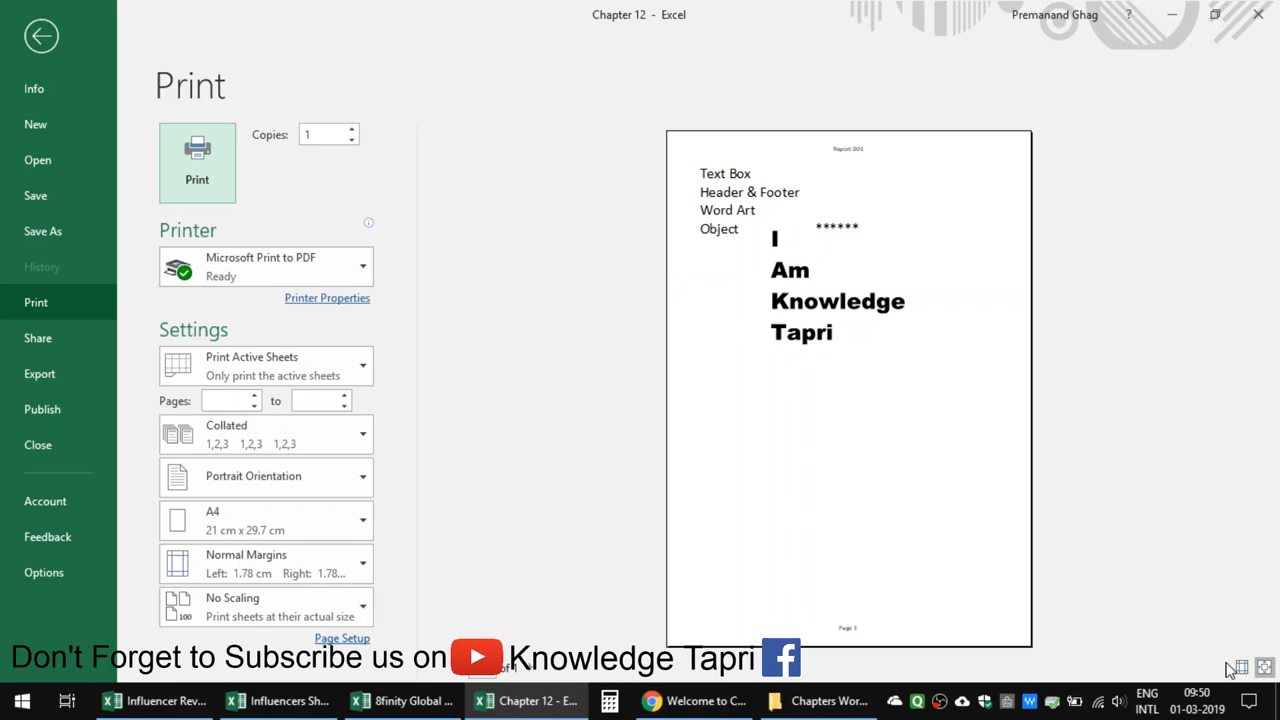 Chapter 12 - Excel
Premanand Ghag
?
Info
New
Open
Save
Save As
History
Print
Share
Export
Publish
Close
Account
Feedback
Options
Print
Print
Copies: 1
Printer
Microsoft Print to PDF
Ready
Printer Properties
Settings
Print Active Sheets
Only print the active sheets
Pages: to
Collated
1,2,3 1,2,3 1,2,3
Portrait Orientation
A4
21 cm x 29.7 cm
Normal Margins
Left: 1.78 cm Right: 1.78...
No Scaling
Print sheets at their actual size
100
Page Setup
Report 001
Text Box
Header & Footer
Word Art
Object ******
I
Am
Knowledge
Tapri
Page 1
Don't Forget to Subscribe us on Knowledge Tapri
Influencer Rev...
Influencers Sh...
8finity Global ...
Chapter 12 - E...
Welcome to C...
Chapters Wor...
ENG
INTL
09:50
01-03-2019